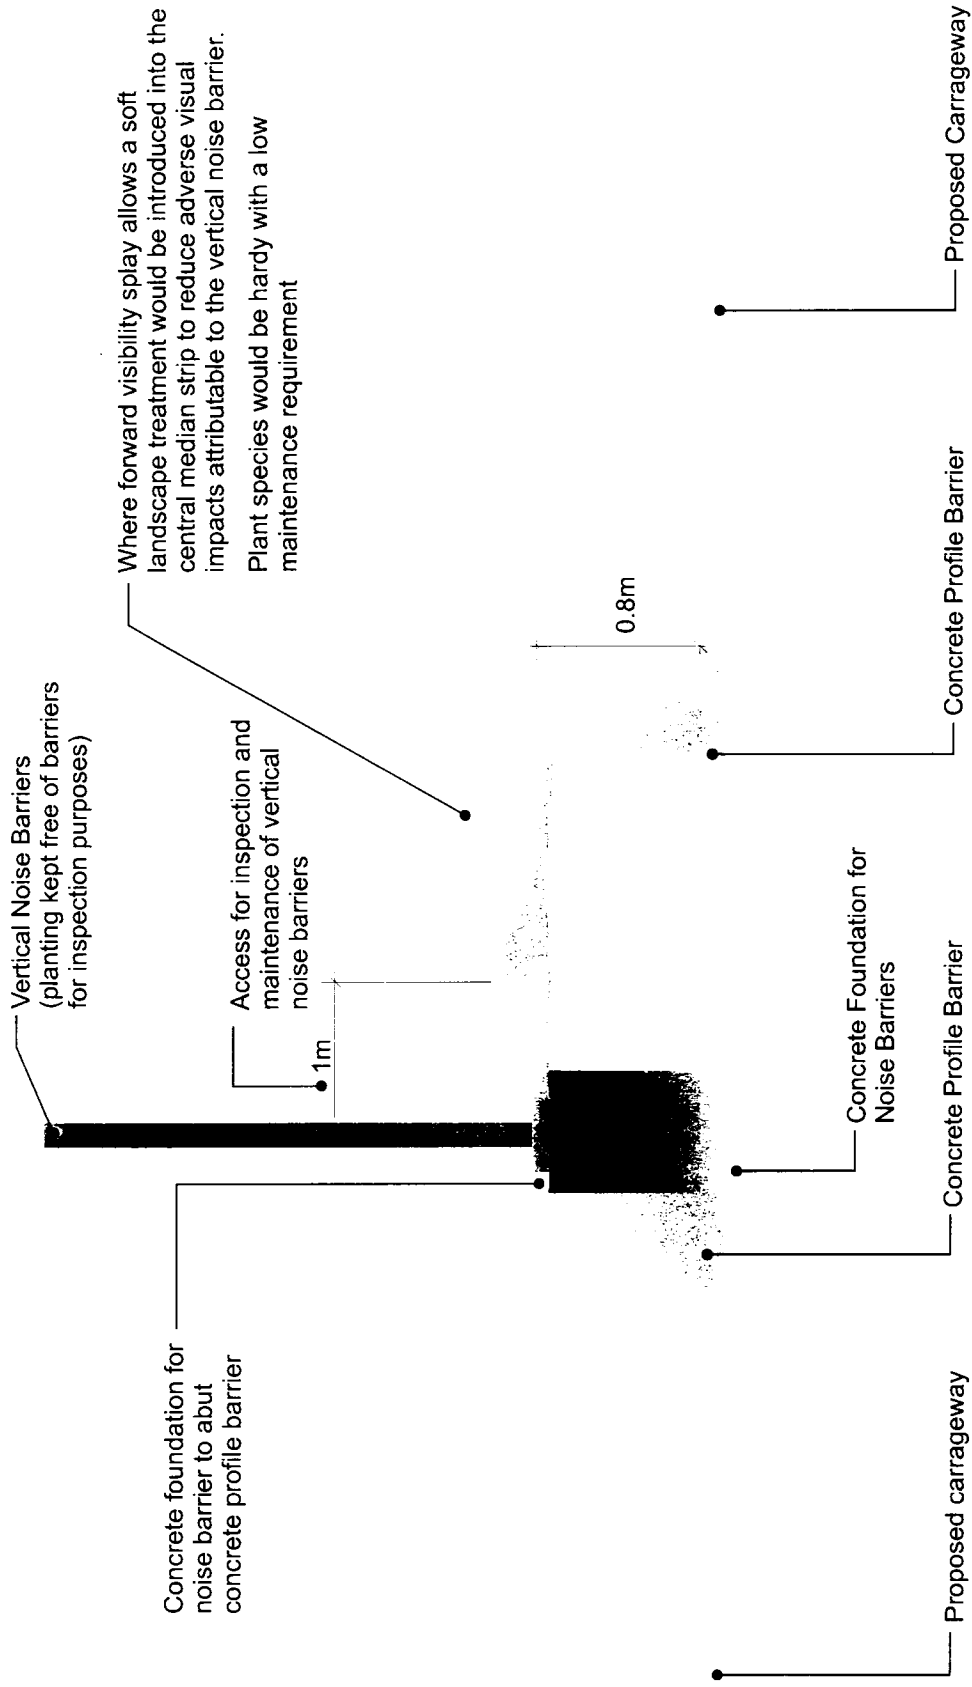 Vertical Noise Barriers
(planting kept free of barriers
for inspection purposes)
Where forward visibility splay allows a soft
landscape treatment would be introduced into the
central median strip to reduce adverse visual
impacts attributable to the vertical noise barrier.
Plant species would be hardy with a low
maintenance requirement
Concrete foundation for
noise barrier to abut
concrete profile barrier
Access for inspection and
maintenance of vertical
noise barriers
1m
0.8m
Concrete Foundation for
Noise Barriers
Proposed carrageway
Concrete Profile Barrier
Concrete Profile Barrier
Proposed Carrageway